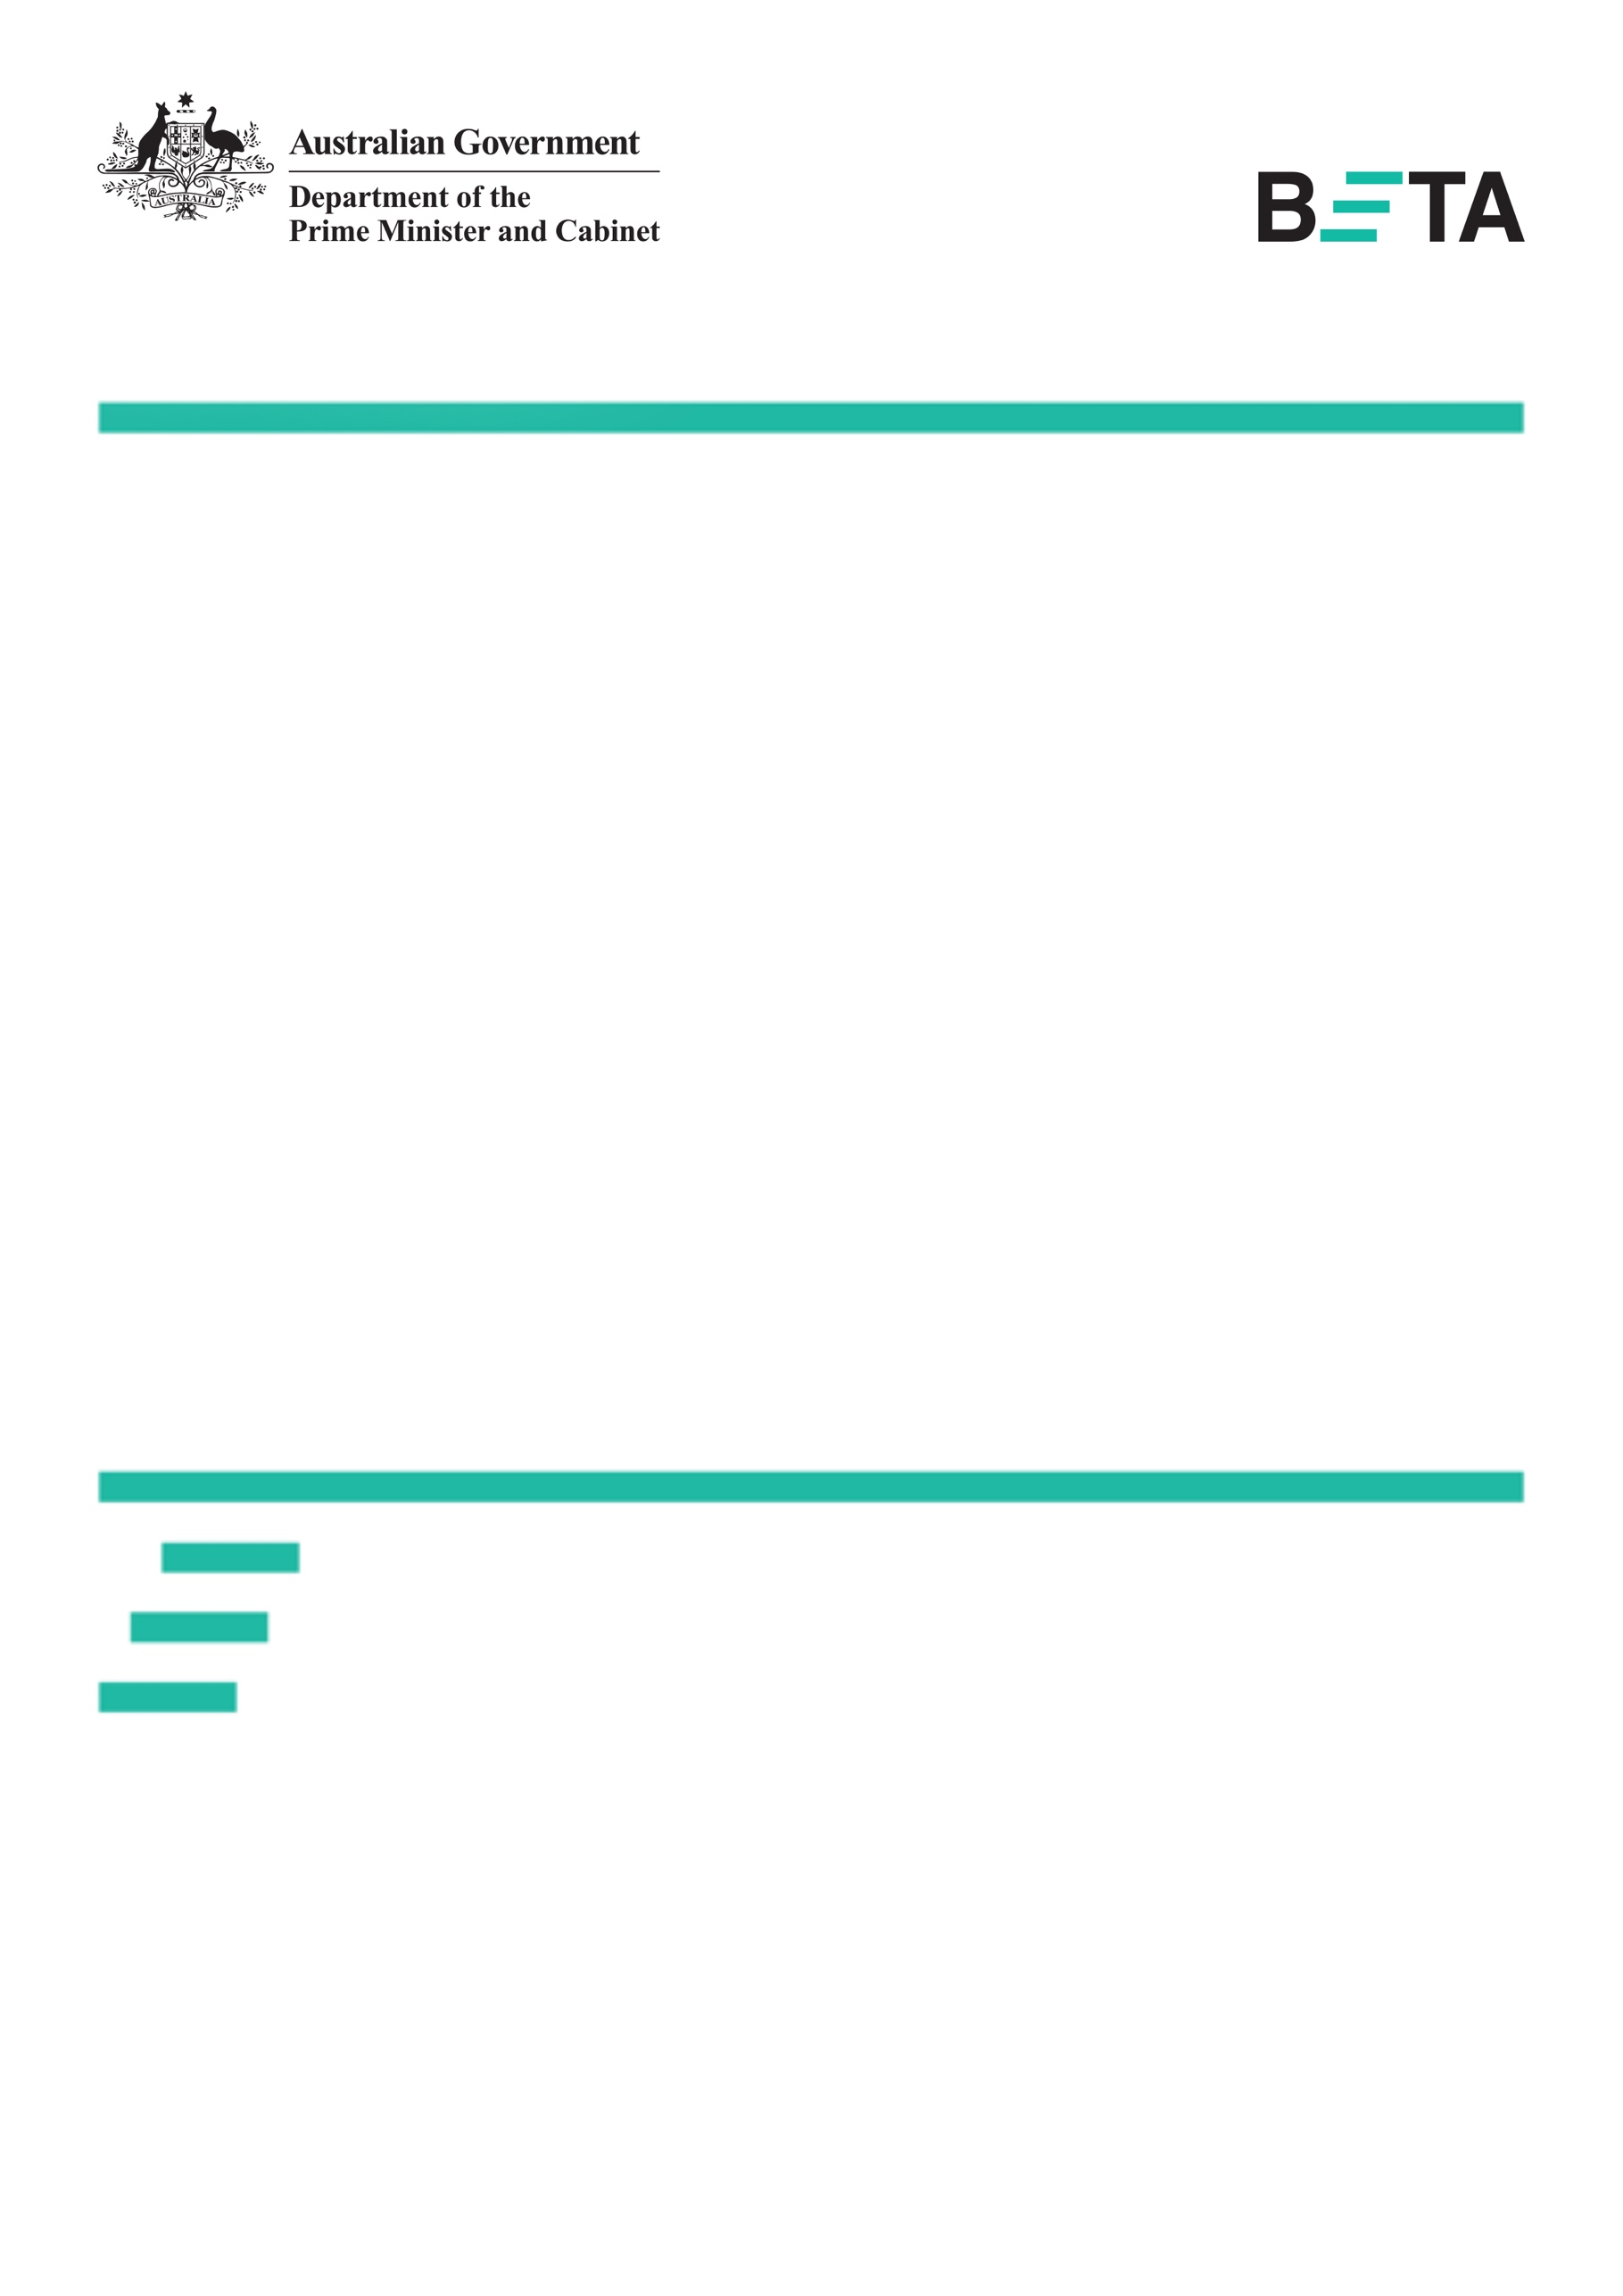 Australian Government
Department of the
Prime Minister and Cabinet
AUSTRALIA
BETA